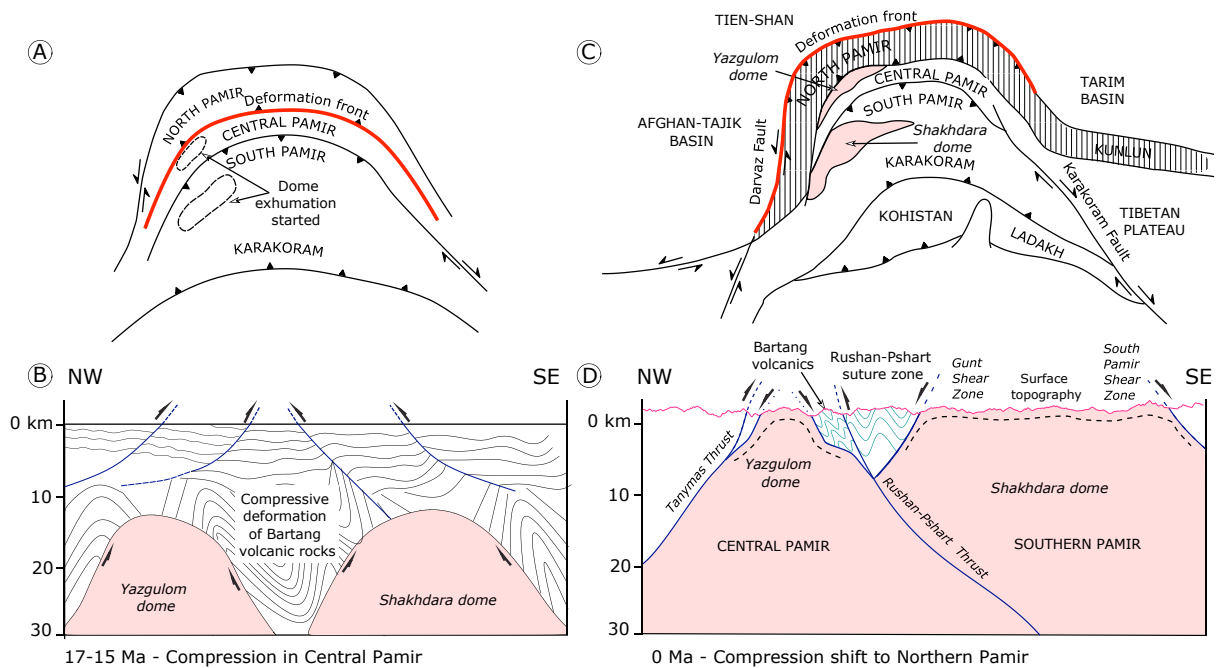 A
NORTH PAMIR
Deformation front
CENTRAL PAMIR
SOUTH PAMIR
Dome
exhumation
started
KARAKORAM
C
TIEN-SHAN
Deformation front
Yazgulom
dome
NORTH PAMIR
CENTRAL PAMIR
SOUTH PAMIR
TARIM
BASIN
AFGHAN-TAJIK
BASIN
Shakhdara
dome
Darvaz Fault
KARAKORAM
KUNLUN
Karakoram Fault
KOHISTAN
LADAKH
TIBETAN
PLATEAU
B
NW
SE
0 km
10
20
30
Compressive
deformation
of Bartang
volcanic rocks
Yazgulom
dome
Shakhdara dome
17-15 Ma - Compression in Central Pamir
D
NW
Bartang
volcanics
Rushan-Pshart
suture zone
Gunt
Shear
Zone
Surface
topography
South
Pamir
Shear
Zone
SE
0 km
10
20
30
Tanymas Thrust
Yazgulom
dome
Rushan-Pshart Thrust
Shakhdara dome
CENTRAL PAMIR
SOUTHERN PAMIR
0 Ma - Compression shift to Northern Pamir